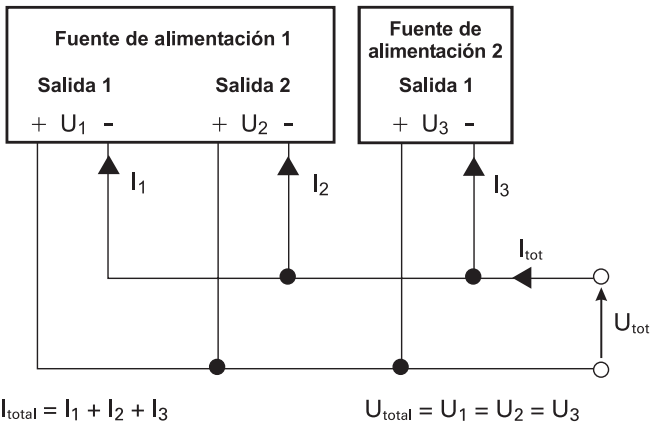 Fuente de alimentación 1
Salida 1 Salida 2
+ U₁ − + U₂ −
Fuente de
alimentación 2
Salida 1
+ U₃ −
I₁
I₂
I₃
Iₜₒₜ
Uₜₒₜ
Iₜₒₜₐₗ = I₁ + I₂ + I₃
Uₜₒₜₐₗ = U₁ = U₂ = U₃